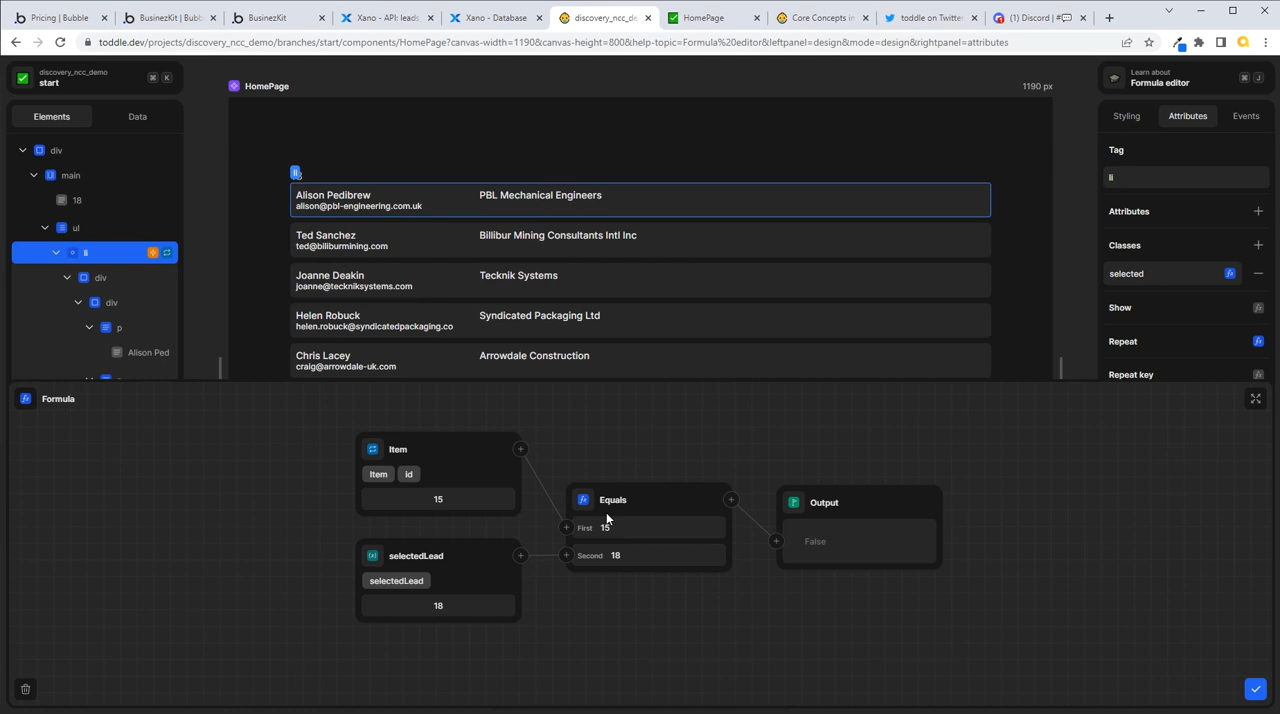 Pricing | Bubble
BusinezKit | Bubb
BusinezKit
Xano - API: leads
Xano - Database
discovery_ncc_de
HomePage
Core Concepts in
toddle on Twitter
(1) Discord | #
toddle.dev/projects/discovery_ncc_demo/branches/start/components/HomePage?canvas-width=1190&canvas-height=800&help-topic=Formula%20editor&leftpanel=design&mode=design&rightpanel=attributes
discovery_ncc_demo
start
⌘ K
HomePage
1190 px
Learn about
Formula editor
⌘ J
Elements
Data
Styling
Attributes
Events
div
main
18
ul
li
div
div
p
Alison Ped
li
Alison Pedibrew
PBL Mechanical Engineers
alison@pbl-engineering.com.uk
Ted Sanchez
Billibur Mining Consultants Intl Inc
ted@biliburmining.com
Joanne Deakin
Tecknik Systems
joanne@teckniksystems.com
Helen Robuck
Syndicated Packaging Ltd
helen.robuck@syndicatedpackaging.co
Chris Lacey
Arrowdale Construction
craig@arrowdale-uk.com
Tag
li
Attributes
Classes
selected
Show
Repeat
Repeat key
Formula
Item
Item id
15
selectedLead
selectedLead
18
Equals
First 15
Second 18
Output
False